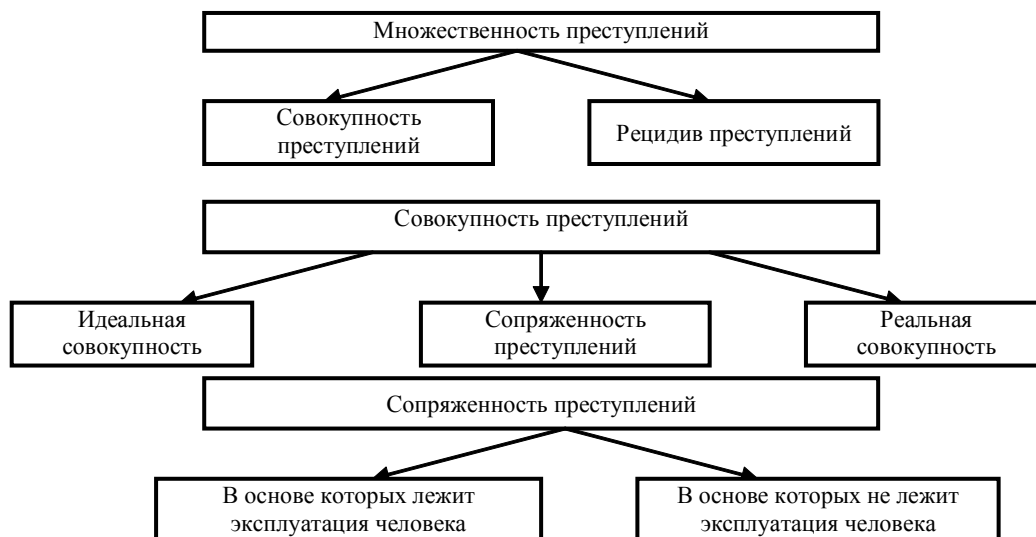 Множественность преступлений
Совокупность
преступлений
Рецидив преступлений
Совокупность преступлений
Идеальная
совокупность
Сопряженность
преступлений
Реальная
совокупность
Сопряженность преступлений
В основе которых лежит
эксплуатация человека
В основе которых не лежит
эксплуатация человека